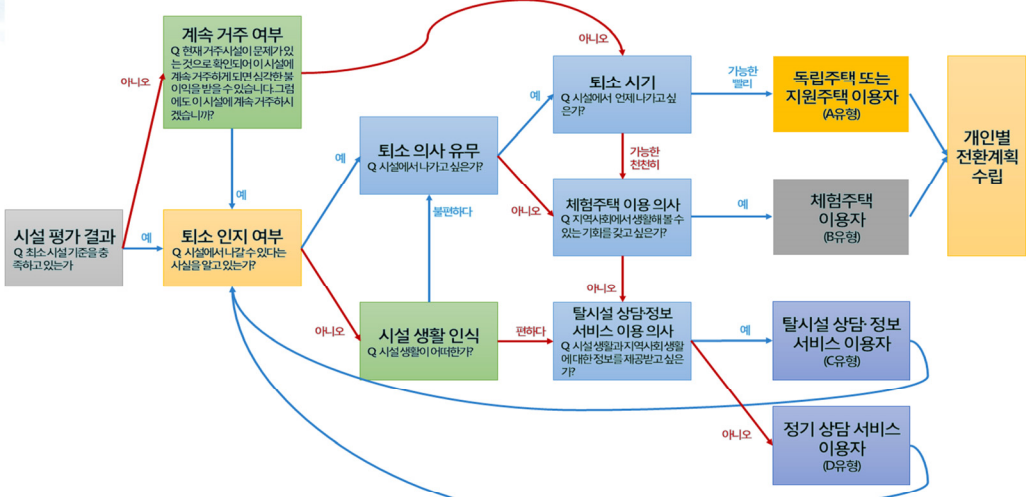 계속 거주 여부
Q. 현재 거주시설이 문제가 있
는 것으로 확인되어 이 시설에
계속 거주하게 되면 심각한 불
이익을 받을 수 있습니다. 그럼
에도 이 시설에 계속 거주하시
겠습니까?
아니오
아니오
예
시설 평가 결과
Q. 최소 시설 기준을 충
족하고 있는가
예
퇴소 인지 여부
Q. 시설에서 나갈 수 있다는
사실을 알고 있는가?
예
아니오
퇴소 의사 유무
Q. 시설에서 나가고 싶은가?
불편하다
시설 생활 인식
Q. 시설 생활이 어떠한가?
편하다
예
아니오
퇴소 시기
Q. 시설에서 언제 나가고 싶
은가?
가능한
빨리
가능한
천천히
체험주택 이용 의사
Q. 지역사회에서 생활해 볼 수
있는 기회를 갖고 싶은가?
예
아니오
탈시설 상담·정보
서비스 이용 의사
Q. 시설 생활과 지역사회 생활
에 대한 정보를 제공받고 싶은
가?
예
아니오
독립주택 또는
지원주택 이용자
(A유형)
체험주택
이용자
(B유형)
탈시설 상담·정보
서비스 이용자
(C유형)
정기 상담 서비스
이용자
(D유형)
개인별
전환계획
수립